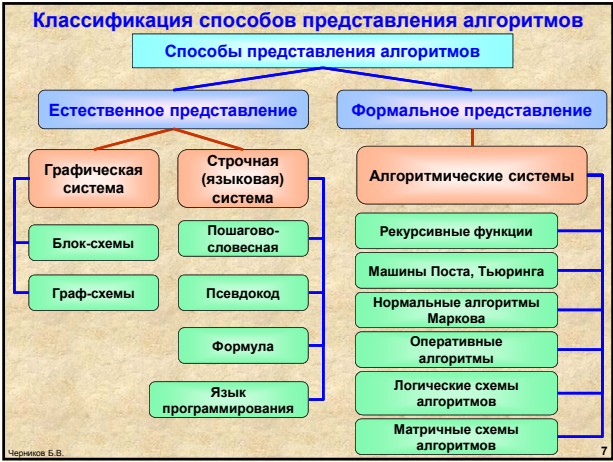 Классификация способов представления алгоритмов
Способы представления алгоритмов
Естественное представление
Формальное представление
Графическая
система
Строчная
(языковая)
система
Алгоритмические системы
Блок-схемы
Граф-схемы
Пошагово-
словесная
Псевдокод
Формула
Язык
программирования
Рекурсивные функции
Машины Поста, Тьюринга
Нормальные алгоритмы
Маркова
Оперативные
алгоритмы
Логические схемы
алгоритмов
Матричные схемы
алгоритмов
Черников Б.В.
7